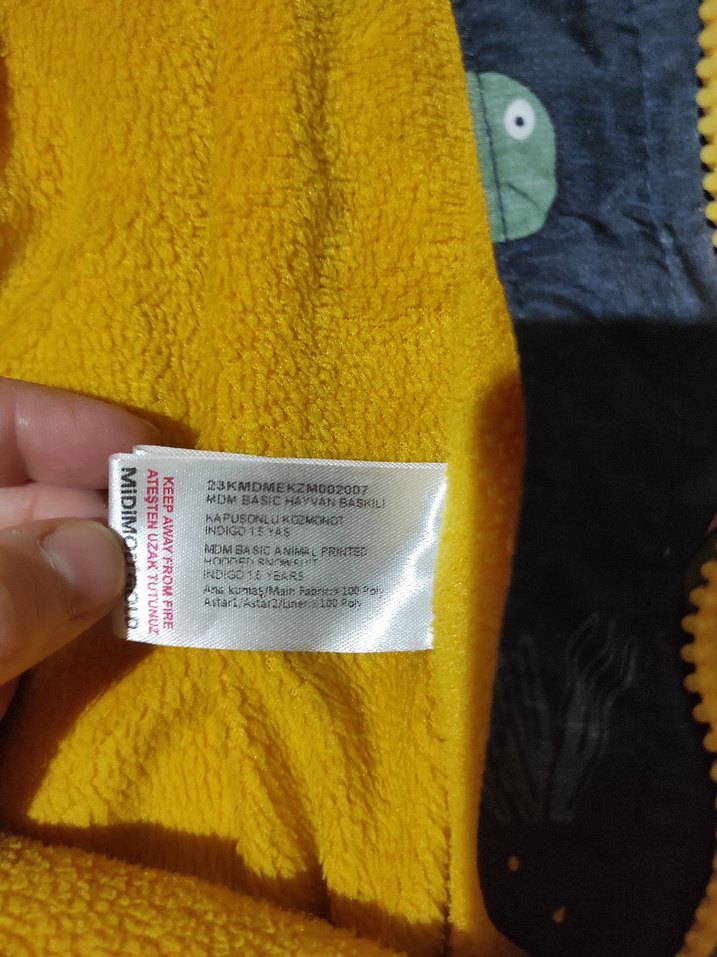 23KMDMEKZM002007
MDM BASIC HAYVAN BASKILI
KAPUSONLU KOZMONOT
INDIGO 1.5 YAS
MDM BASIC ANIMAL PRINTED
HOODED SNOWSUIT
INDIGO 1.5 YEARS
Ana kumaş/Main Fabric:% 100 Poly
Astar1/Astar2/Liner:% 100 Poly
KEEP AWAY FROM FIRE
ATEŞTEN UZAK TUTUNUZ